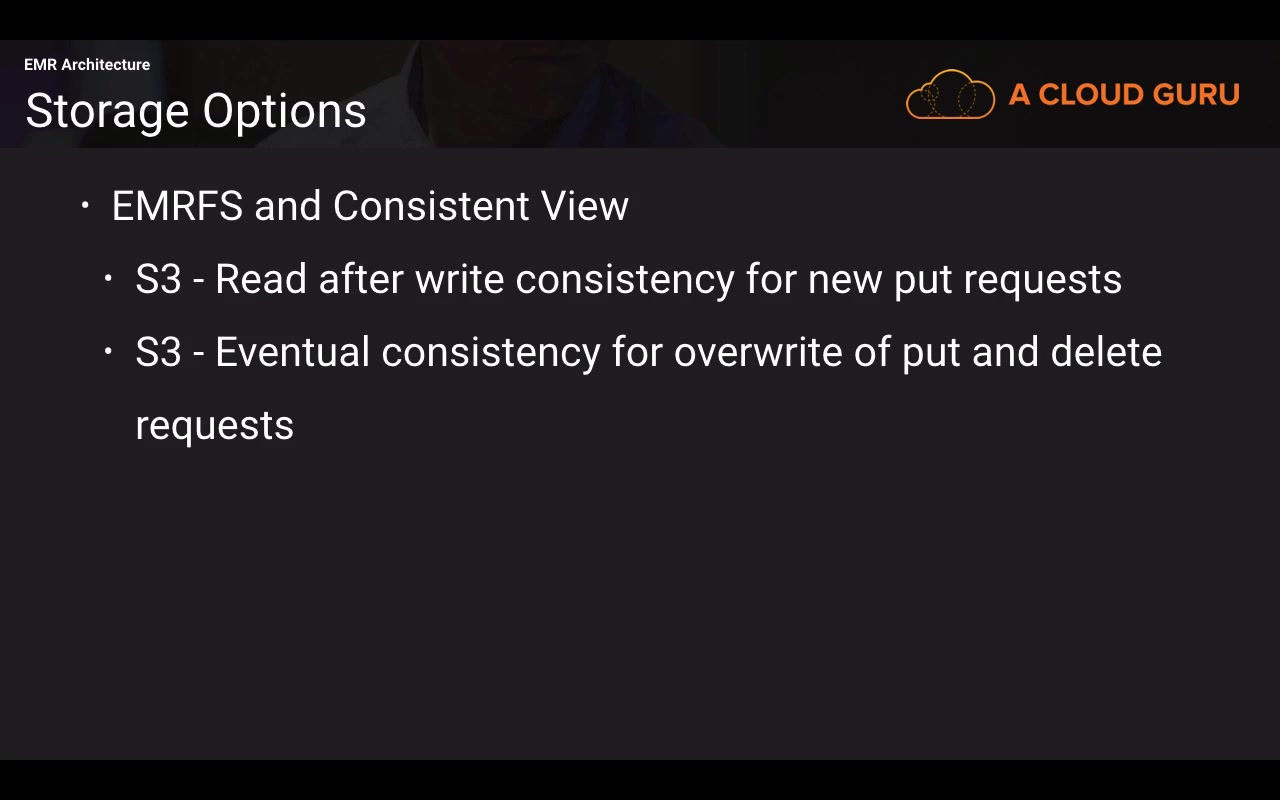 EMR Architecture
Storage Options
A CLOUD GURU
• EMRFS and Consistent View
• S3 - Read after write consistency for new put requests
• S3 - Eventual consistency for overwrite of put and delete
requests